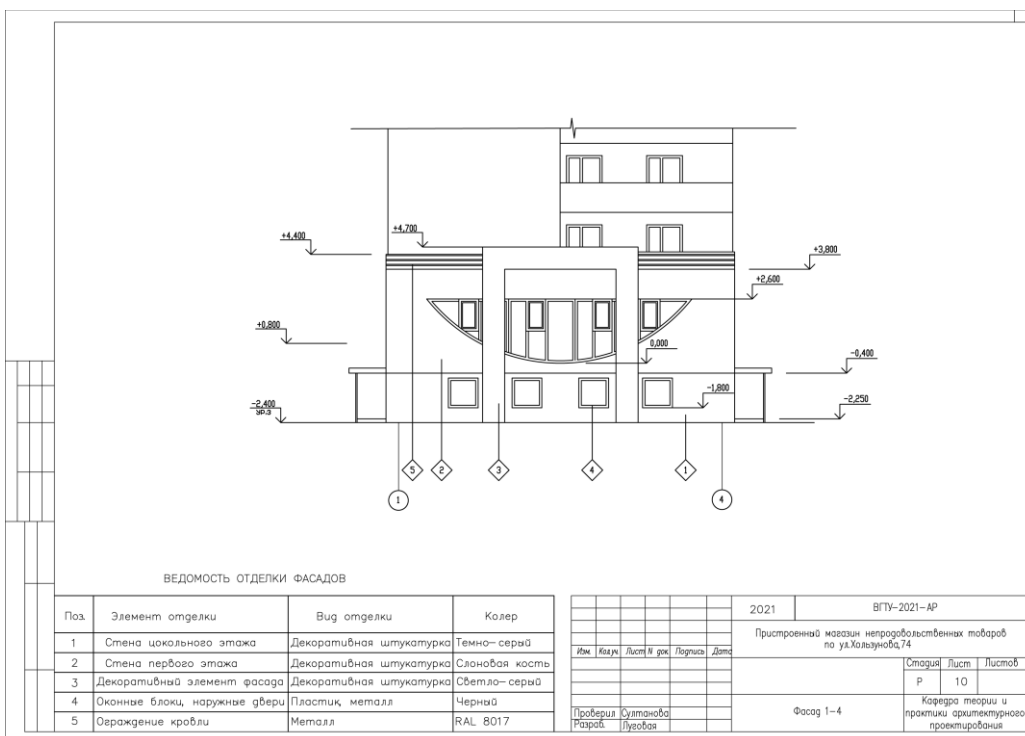 +4,700
+4,400
+3,800
+2,600
+0,800
0,000
-0,400
-1,800
-2,400
ур.з
-2,250
5
2
3
4
1
1
4
ВЕДОМОСТЬ ОТДЕЛКИ ФАСАДОВ
Поз. Элемент отделки Вид отделки Колер
1 Стена цокольного этажа Декоративная штукатурка Темно-серый
2 Стена первого этажа Декоративная штукатурка Слоновая кость
3 Декоративный элемент фасада Декоративная штукатурка Светло-серый
4 Оконные блоки, наружные двери Пластик, металл Черный
5 Ограждение кровли Металл RAL 8017
2021 ВГТУ-2021-АР
Пристроенный магазин непродовольственных товаров
по ул.Хользунова,74
Изм. Кол.уч. Лист N док. Подпись Дата
Стадия Лист Листов
Р 10
Фасад 1-4
Кафедра теории и
практики архитектурного
проектирования
Проверил Султанова
Разраб. Луговая